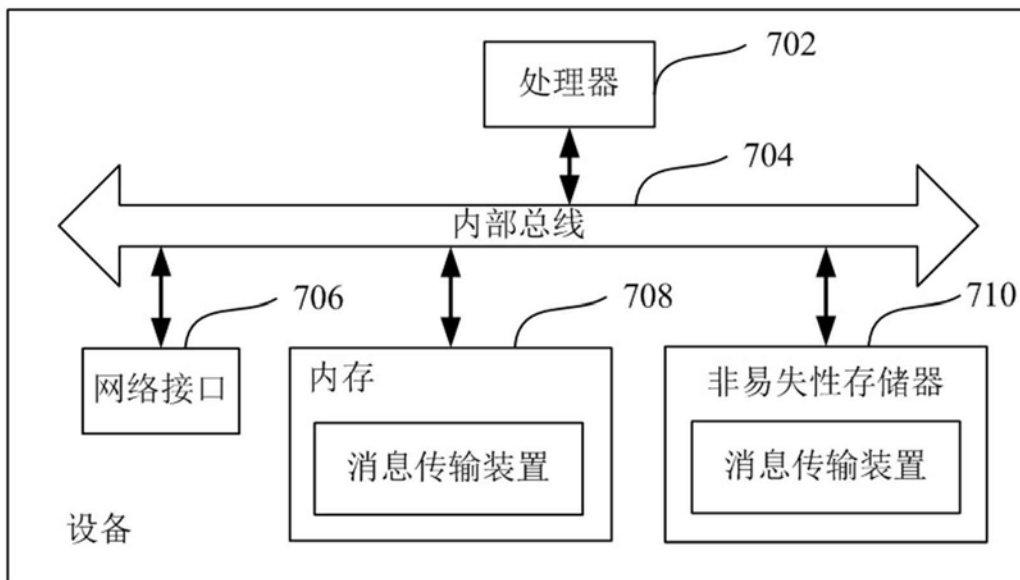 702
处理器
704
内部总线
706
708
710
网络接口
内存
非易失性存储器
消息传输装置
消息传输装置
设备